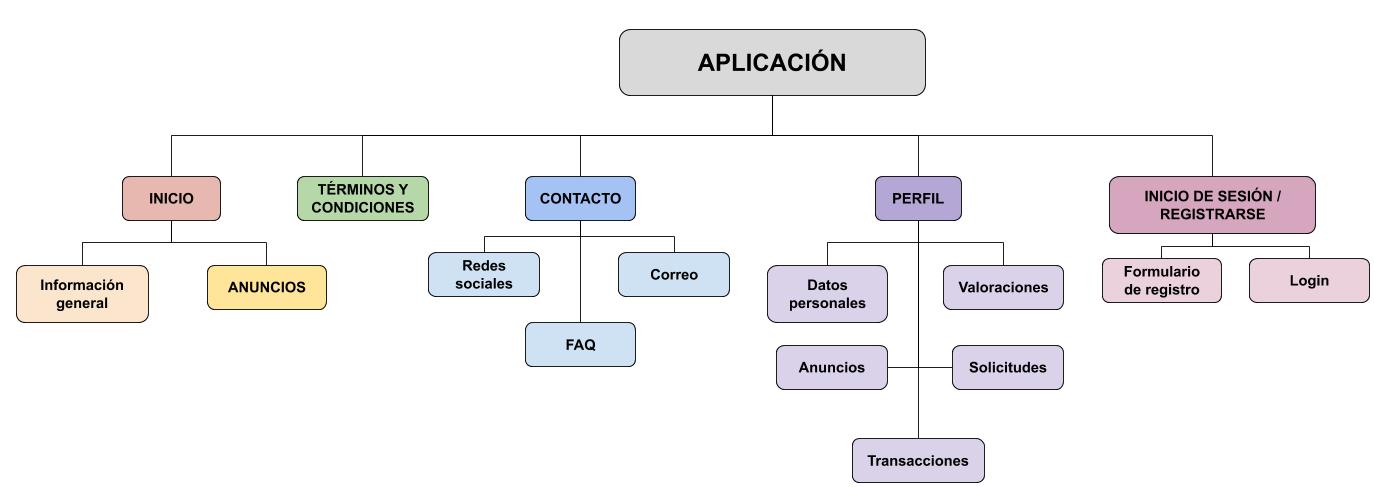 APLICACIÓN
INICIO
TÉRMINOS Y
CONDICIONES
CONTACTO
PERFIL
INICIO DE SESIÓN /
REGISTRARSE
Información
general
ANUNCIOS
Redes
sociales
Correo
FAQ
Datos
personales
Valoraciones
Anuncios
Solicitudes
Transacciones
Formulario
de registro
Login